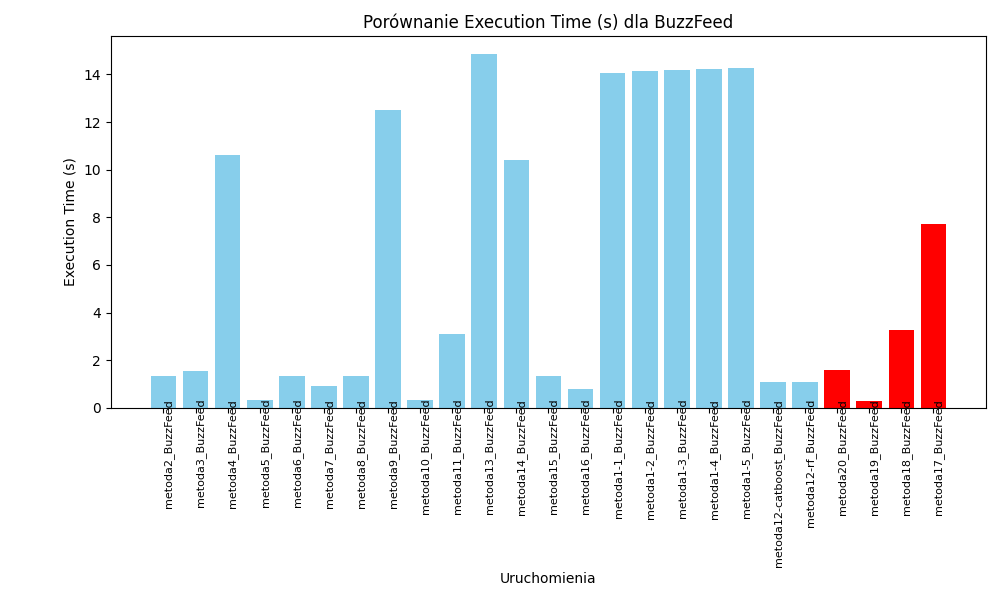 Porównanie Execution Time (s) dla BuzzFeed
Execution Time (s)
14
12
10
8
6
4
2
0
metoda2_BuzzFeed
metoda3_BuzzFeed
metoda4_BuzzFeed
metoda5_BuzzFeed
metoda6_BuzzFeed
metoda7_BuzzFeed
metoda8_BuzzFeed
metoda9_BuzzFeed
metoda10_BuzzFeed
metoda11_BuzzFeed
metoda13_BuzzFeed
metoda14_BuzzFeed
metoda15_BuzzFeed
metoda16_BuzzFeed
metoda1-1_BuzzFeed
metoda1-2_BuzzFeed
metoda1-3_BuzzFeed
metoda1-4_BuzzFeed
metoda1-5_BuzzFeed
metoda12-catboost_BuzzFeed
metoda12-rf_BuzzFeed
metoda20_BuzzFeed
metoda19_BuzzFeed
metoda18_BuzzFeed
metoda17_BuzzFeed
Uruchomienia